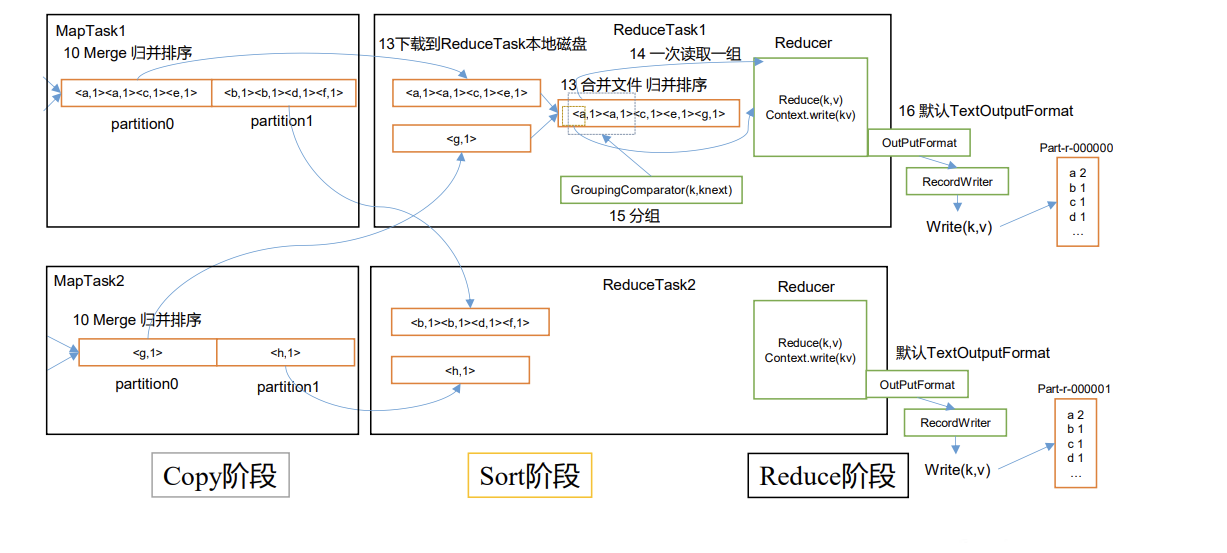 MapTask1
10 Merge 归并排序
<a,1><a,1><c,1><e,1>
<b,1><b,1><d,1><f,1>
partition0
partition1
ReduceTask1
13下载到ReduceTask本地磁盘
14 一次读取一组
Reducer
<a,1><a,1><c,1><e,1>
13 合并文件 归并排序
<a,1><a,1><c,1><e,1><g,1>
<g,1>
Reduce(k,v)
Context.write(kv)
GroupingComparator(k,knext)
15 分组
16 默认TextOutputFormat
OutPutFormat
RecordWriter
Write(k,v)
Part-r-000000
a 2
b 1
c 1
d 1
...
MapTask2
10 Merge 归并排序
<g,1>
<h,1>
partition0
partition1
ReduceTask2
Reducer
<b,1><b,1><d,1><f,1>
<h,1>
Reduce(k,v)
Context.write(kv)
默认TextOutputFormat
OutPutFormat
RecordWriter
Write(k,v)
Part-r-000001
a 2
b 1
c 1
d 1
...
Copy阶段
Sort阶段
Reduce阶段